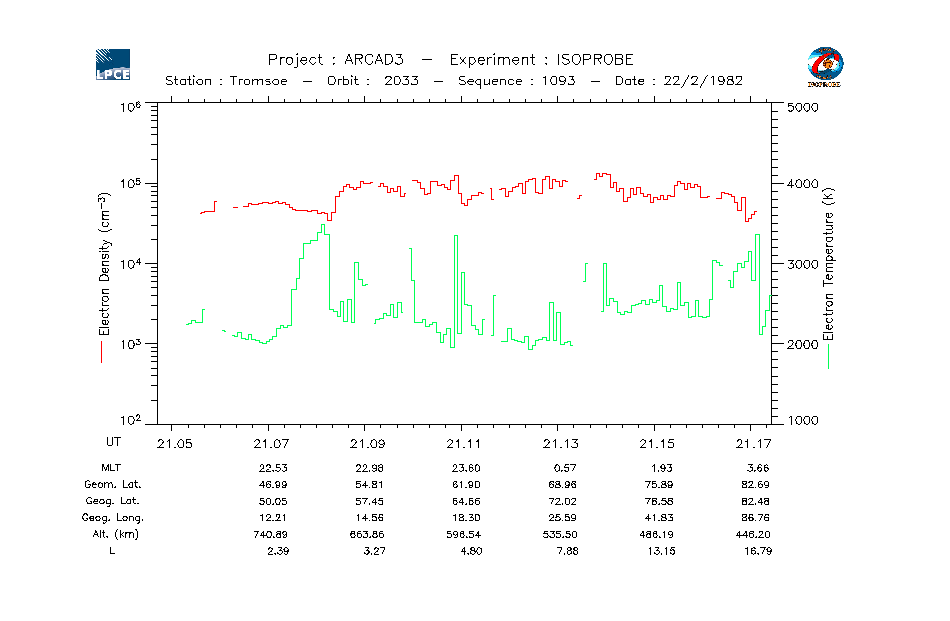 LPCE
Project : ARCAD3 — Experiment : ISOPROBE
ISOPROBE
Station : Tromsoe — Orbit : 2033 — Sequence : 1093 — Date : 22/2/1982
10⁶ 5000
10⁵ 4000
10⁴ 3000
10³ 2000
10² 1000
Electron Density (cm⁻³)
Electron Temperature (K)
UT 21.05 21.07 21.09 21.11 21.13 21.15 21.17
MLT 22.53 22.98 23.60 0.57 1.93 3.66
Geom. Lat. 46.99 54.81 61.90 68.96 75.89 82.69
Geog. Lat. 50.05 57.45 64.66 72.02 78.58 82.48
Geog. Long. 12.21 14.56 18.30 25.59 41.83 86.76
Alt. (km) 740.89 663.86 596.54 535.50 486.19 446.20
L 2.39 3.27 4.80 7.88 13.15 16.79